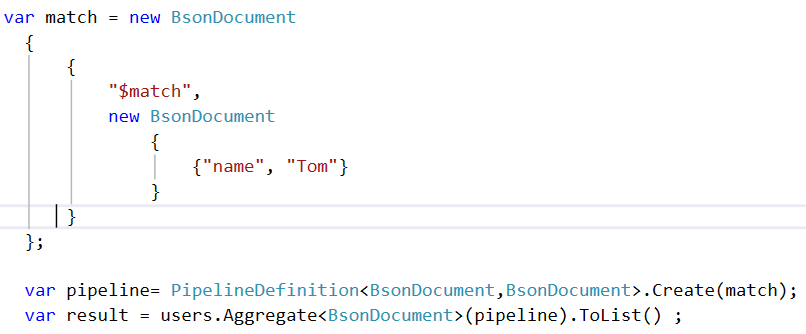 var match = new BsonDocument
{
{
"$match",
new BsonDocument
{
{"name", "Tom"}
}
}
};
var pipeline= PipelineDefinition<BsonDocument,BsonDocument>.Create(match);
var result = users.Aggregate<BsonDocument>(pipeline).ToList() ;